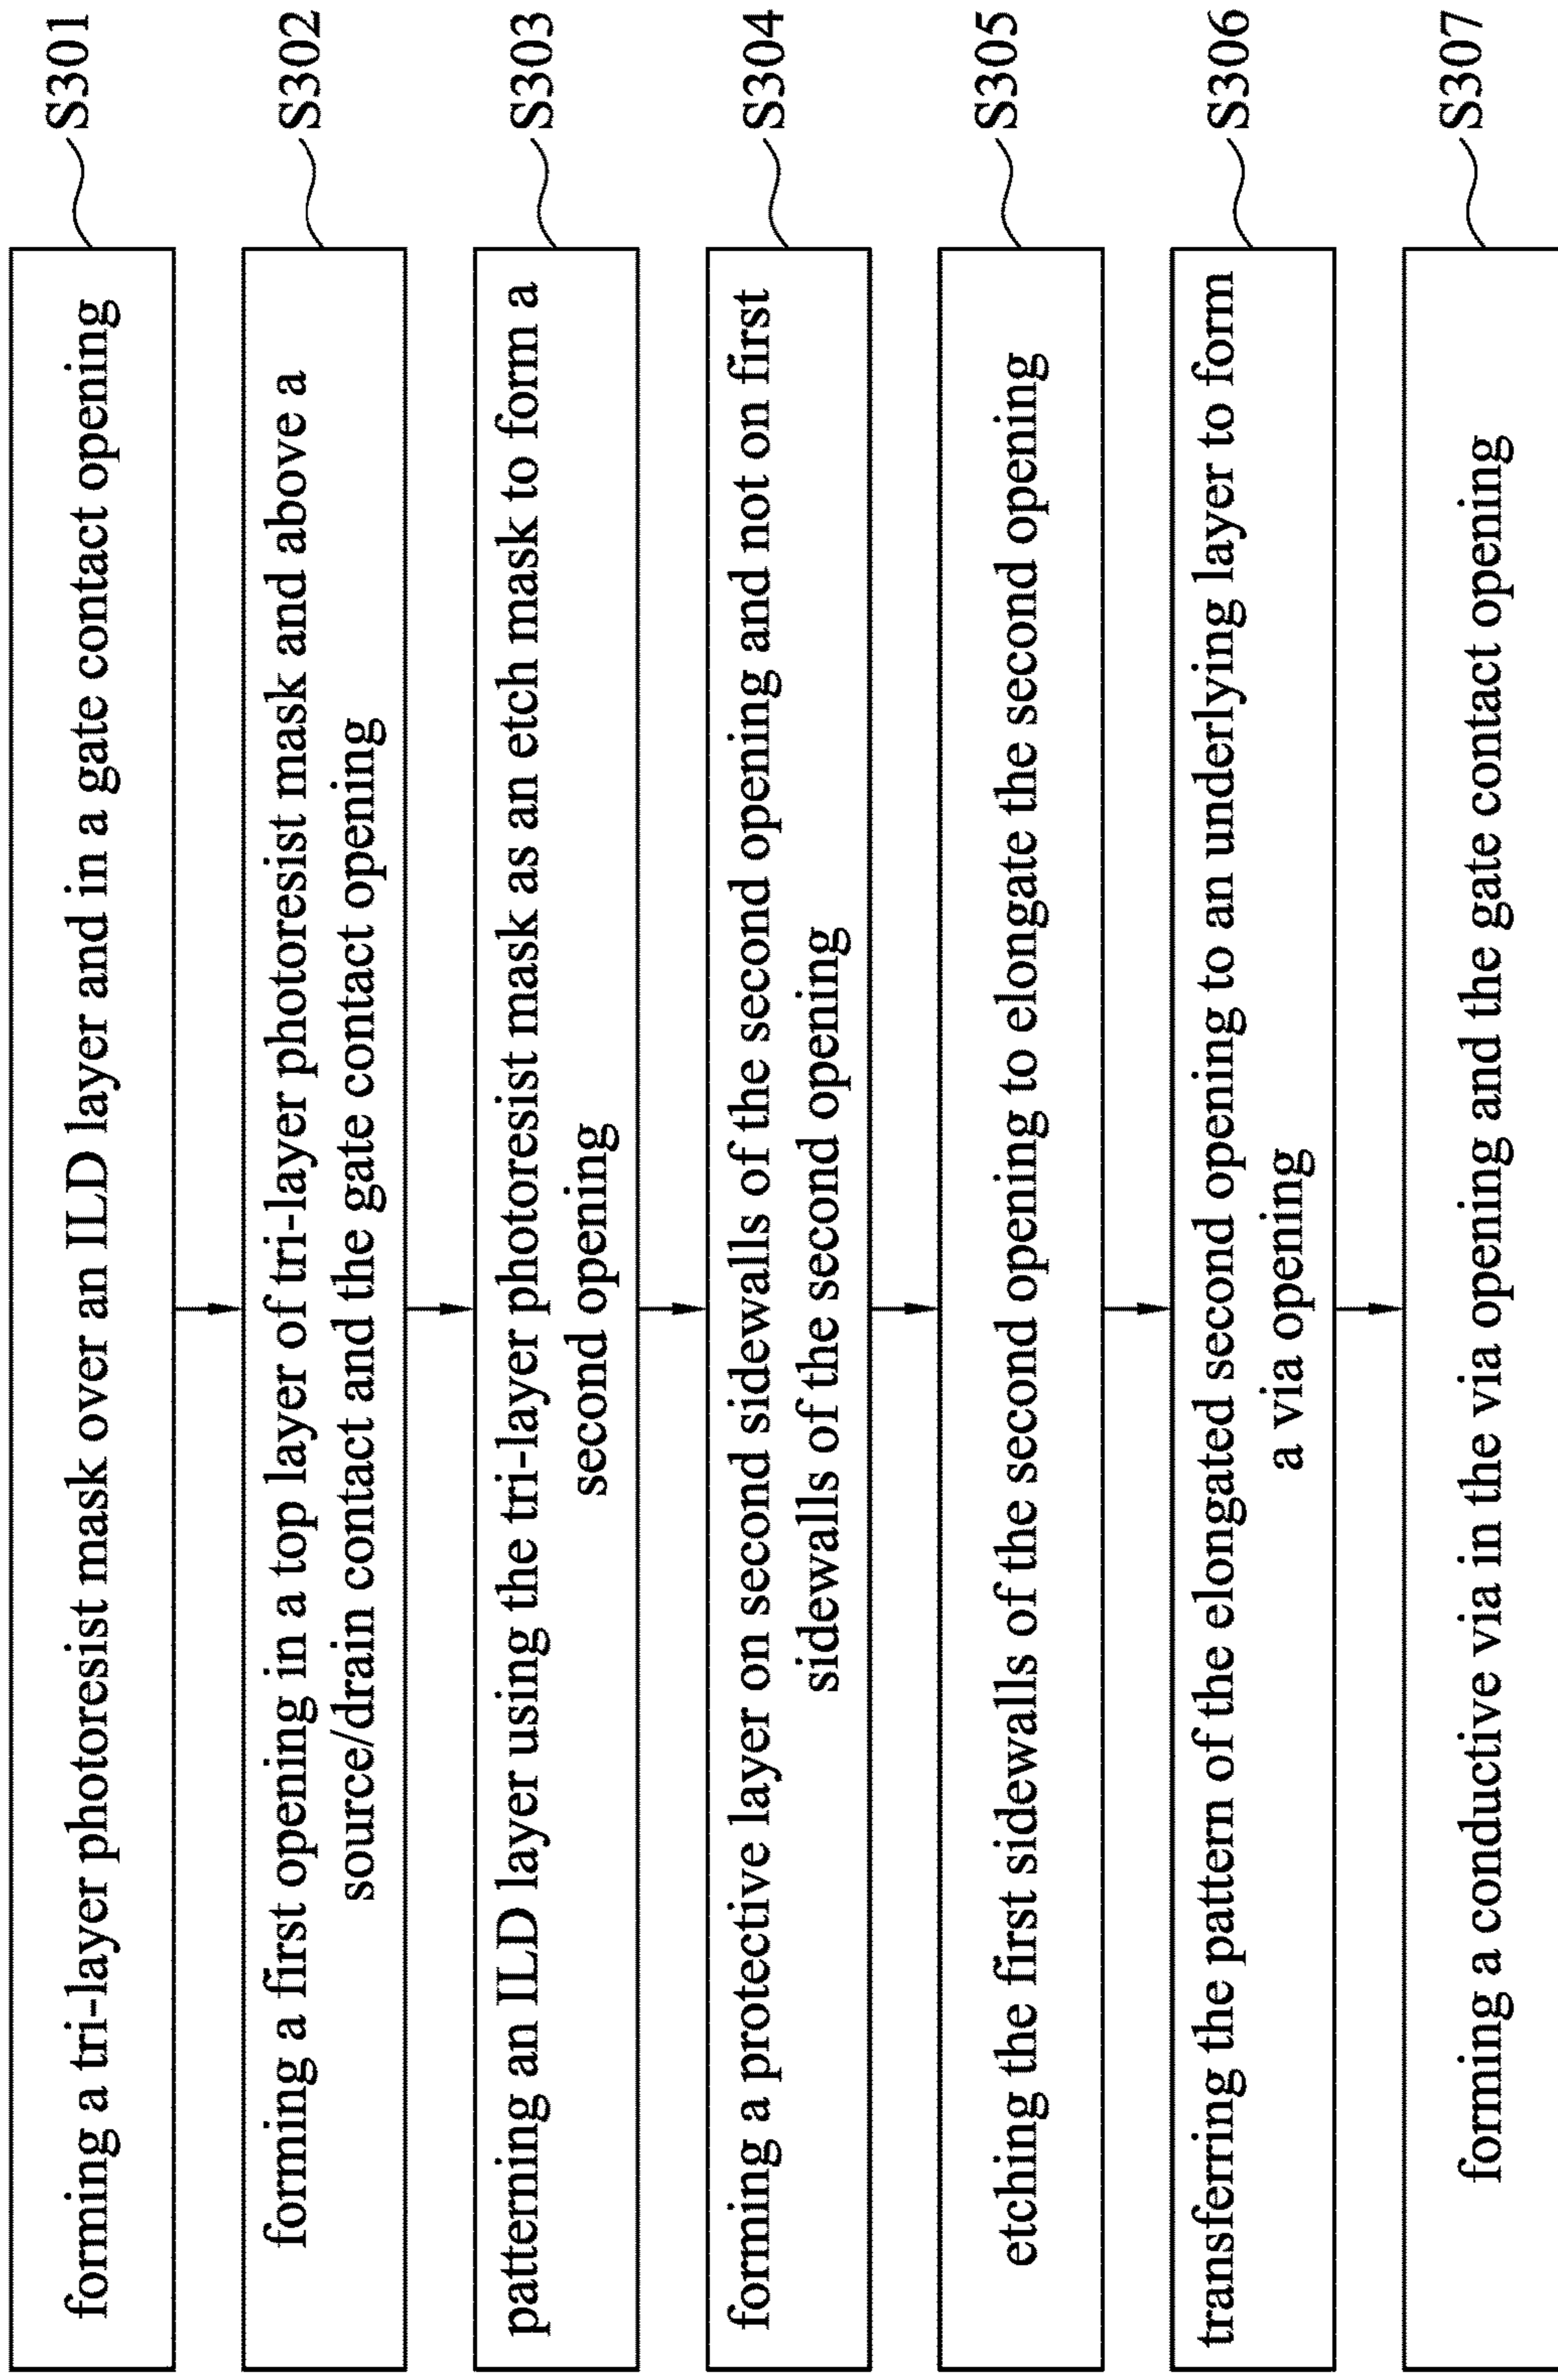 forming a tri-layer photoresist mask over an ILD layer and in a gate contact opening
S301
forming a first opening in a top layer of tri-layer photoresist mask and above a
source/drain contact and the gate contact opening
S302
patterning an ILD layer using the tri-layer photoresist mask as an etch mask to form a
second opening
S303
forming a protective layer on second sidewalls of the second opening and not on first
sidewalls of the second opening
S304
etching the first sidewalls of the second opening to elongate the second opening
S305
transferring the pattern of the elongated second opening to an underlying layer to form
a via opening
S306
forming a conductive via in the via opening and the gate contact opening
S307